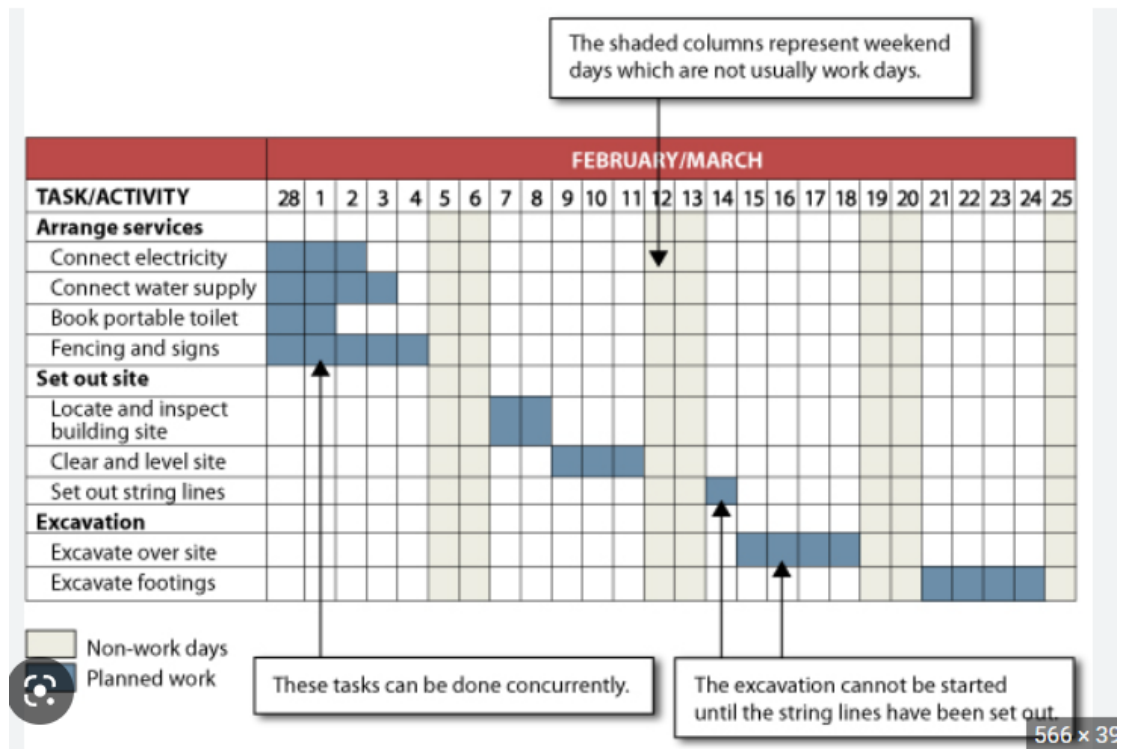 The shaded columns represent weekend
days which are not usually work days.
FEBRUARY/MARCH
TASK/ACTIVITY 28 1 2 3 4 5 6 7 8 9 10 11 12 13 14 15 16 17 18 19 20 21 22 23 24 25
Arrange services
Connect electricity
Connect water supply
Book portable toilet
Fencing and signs
Set out site
Locate and inspect
building site
Clear and level site
Set out string lines
Excavation
Excavate over site
Excavate footings
Non-work days
Planned work
These tasks can be done concurrently.
The excavation cannot be started
until the string lines have been set out.
566 × 39